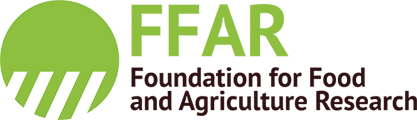 FFAR
Foundation for Food
and Agriculture Research